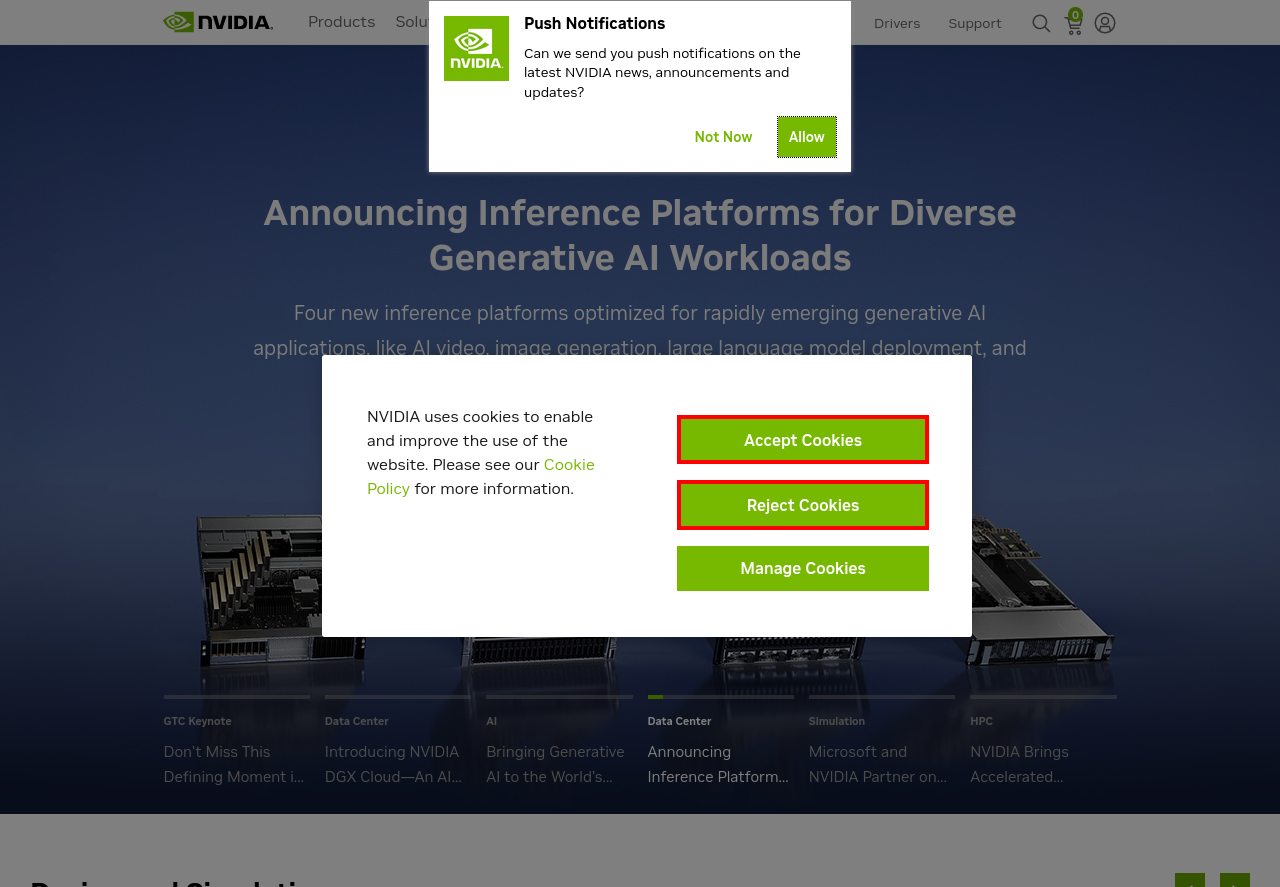 NVIDIA.
Products
Drivers
Support
0
Push Notifications
NVIDIA.
Can we send you push notifications on the
latest NVIDIA news, announcements and
updates?
Not Now
Allow
Announcing Inference Platforms for Diverse
Generative AI Workloads
Four new inference platforms optimized for rapidly emerging generative AI
applications, like AI video, image generation, large language model deployment, and
NVIDIA uses cookies to enable
and improve the use of the
website. Please see our Cookie
Policy for more information.
Accept Cookies
Reject Cookies
Manage Cookies
GTC Keynote
Don't Miss This
Defining Moment i...
Data Center
Introducing NVIDIA
DGX Cloud—An AI...
AI
Bringing Generative
AI to the World's...
Data Center
Announcing
Inference Platform...
Simulation
Microsoft and
NVIDIA Partner on...
HPC
NVIDIA Brings
Accelerated...